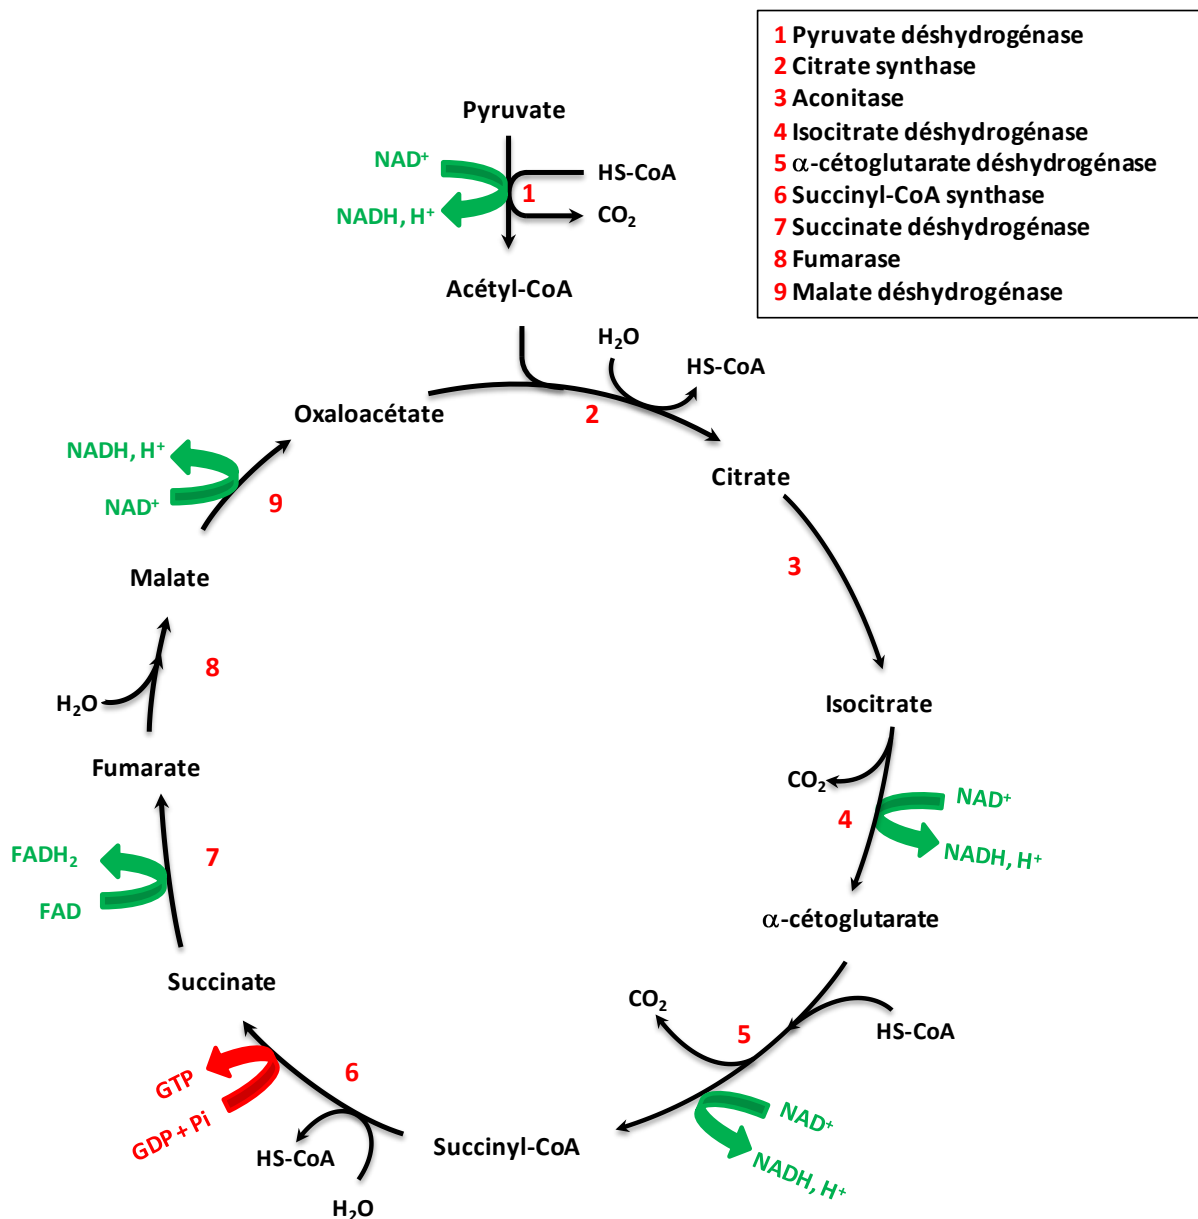 1 Pyruvate déshydrogénase
2 Citrate synthase
3 Aconitase
4 Isocitrate déshydrogénase
5 α-cétoglutarate déshydrogénase
6 Succinyl-CoA synthase
7 Succinate déshydrogénase
8 Fumarase
9 Malate déshydrogénase
Pyruvate
NAD⁺
HS-CoA
1
NADH, H⁺
CO₂
Acétyl-CoA
H₂O
HS-CoA
Oxaloacétate
2
NADH, H⁺
Citrate
NAD⁺
9
3
Malate
8
H₂O
Isocitrate
Fumarate
CO₂
NAD⁺
4
FADH₂
7
NADH, H⁺
FAD
α-cétoglutarate
Succinate
CO₂
HS-CoA
5
6
GTP
GDP + Pi
NAD⁺
Succinyl-CoA
HS-CoA
NADH, H⁺
H₂O